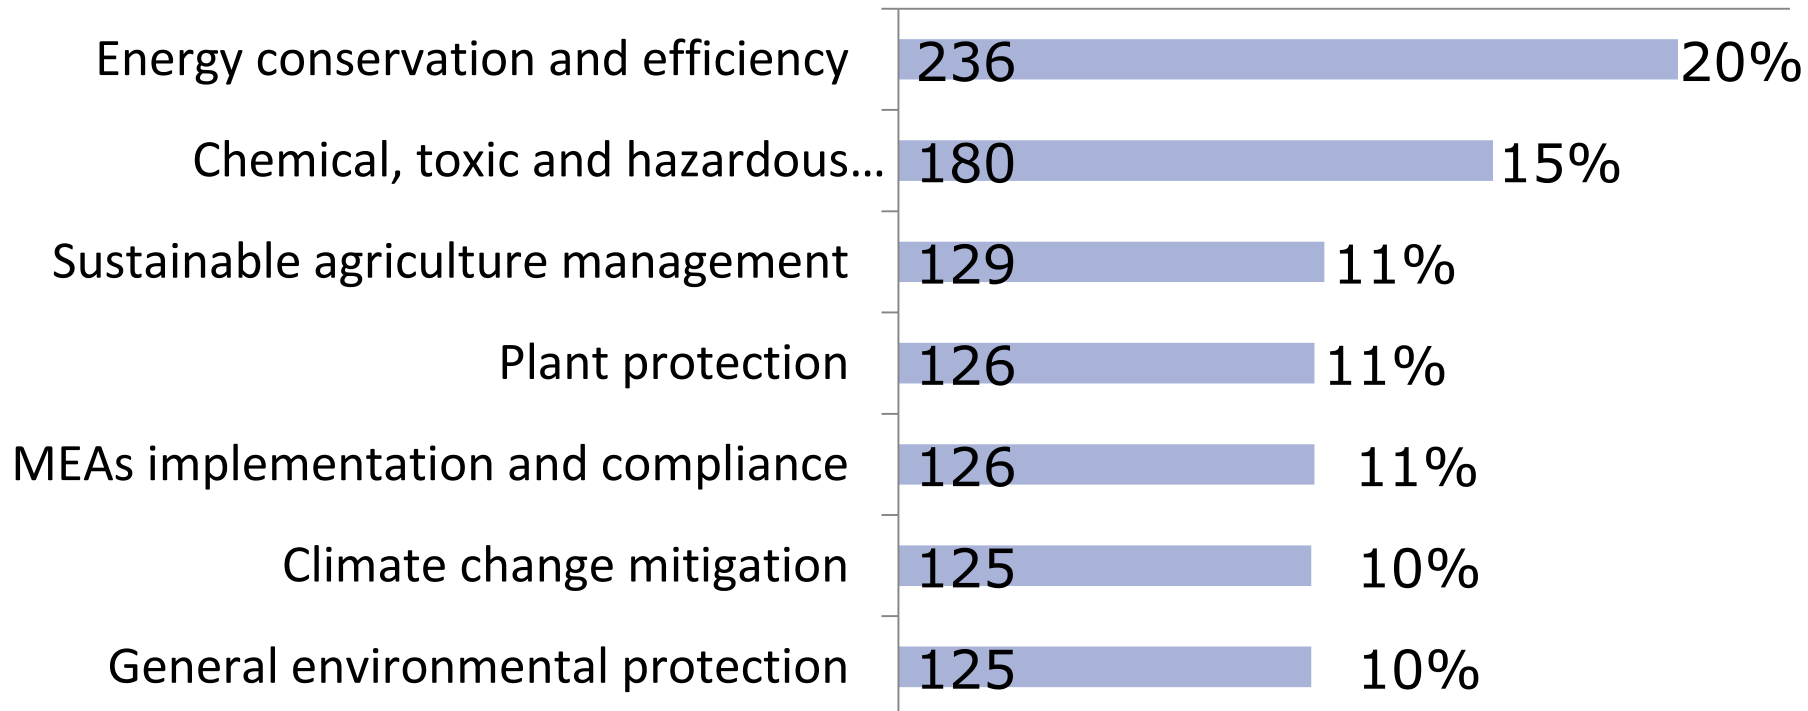 Energy conservation and efficiency 236 20%
Chemical, toxic and hazardous... 180 15%
Sustainable agriculture management 129 11%
Plant protection 126 11%
MEAs implementation and compliance 126 11%
Climate change mitigation 125 10%
General environmental protection 125 10%